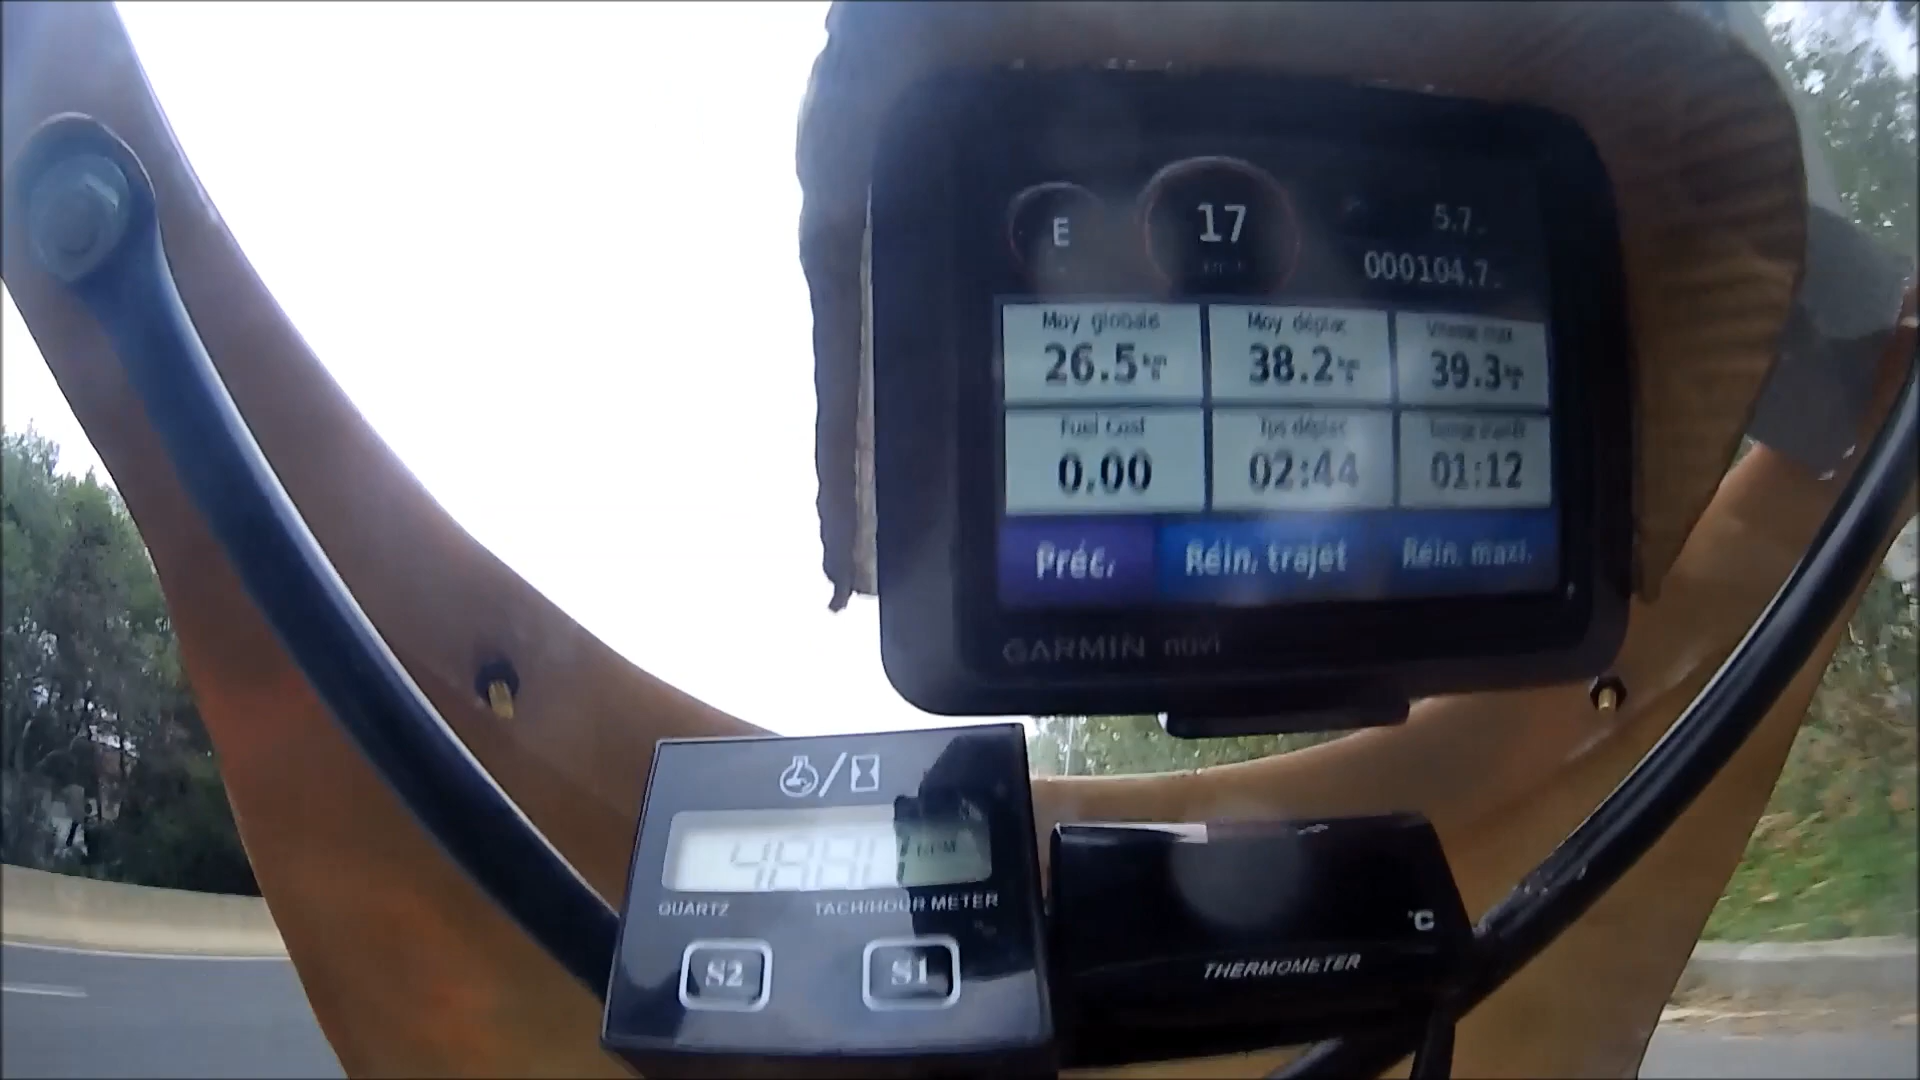 E
17
5.7
000104.7
Moy globale Moy déplac Vitesse max
26.5 38.2 39.3
Fuel Cost Tps déplac
0.00 02:44 01:12
Préc. Réin. trajet Réin. maxi.
GARMIN nüvi
RPM
QUARTZ TACH/HOUR METER
S2 S1
°C
THERMOMETER